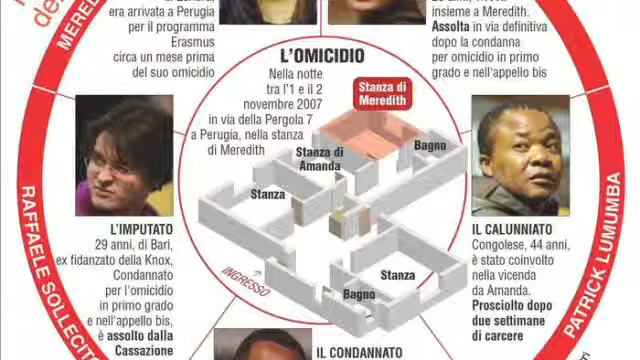 di Londra,
era arrivata a Perugia
per il programma
Erasmus
circa un mese prima
del suo omicidio
insieme a Meredith.
Assolta in via definitiva
dopo la condanna
per omicidio in primo
grado e nell'appello bis
MERED
L'OMICIDIO
Nella notte
tra l'1 e il 2
novembre 2007
in via della Pergola 7
a Perugia, nella stanza
di Meredith
Stanza di
Meredith
Bagno
Stanza di
Amanda
Stanza
Stanza
Bagno
INGRESSO
L'IMPUTATO
29 anni, di Bari,
ex fidanzato della Knox,
Condannato
per l'omicidio
in primo grado
e nell'appello bis,
è assolto dalla
Cassazione
RAFFAELE SOLLECIT
IL CALUNNIATO
Congolese, 44 anni,
è stato coinvolto
nella vicenda
da Amanda.
Prosciolto dopo
due settimane
di carcere
PATRICK LUMUMBA
IL CONDANNATO